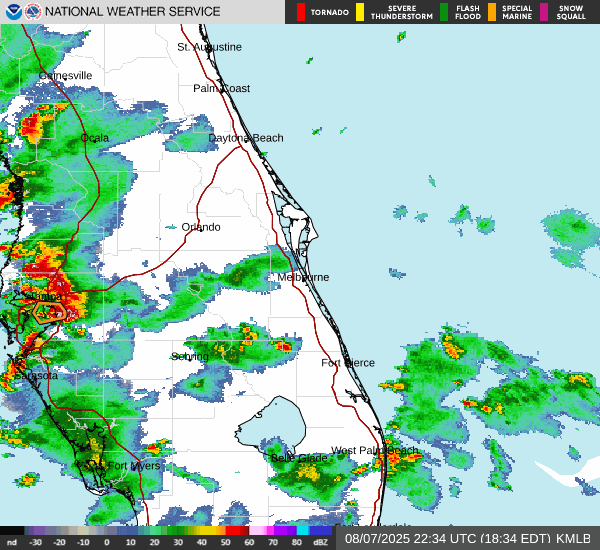 NATIONAL WEATHER SERVICE
TORNADO
SEVERE
THUNDERSTORM
FLASH
FLOOD
SPECIAL
MARINE
SNOW
SQUALL
St. Augustine
Gainesville
Palm Coast
Ocala
Daytona Beach
Orlando
Melbourne
Tampa
Sebring
Fort Pierce
Sarasota
West Palm Beach
Belle Glade
Fort Myers
nd -30 -20 -10 0 10 20 30 40 50 60 70 80 dBZ
08/07/2025 22:34 UTC (18:34 EDT) KMLB